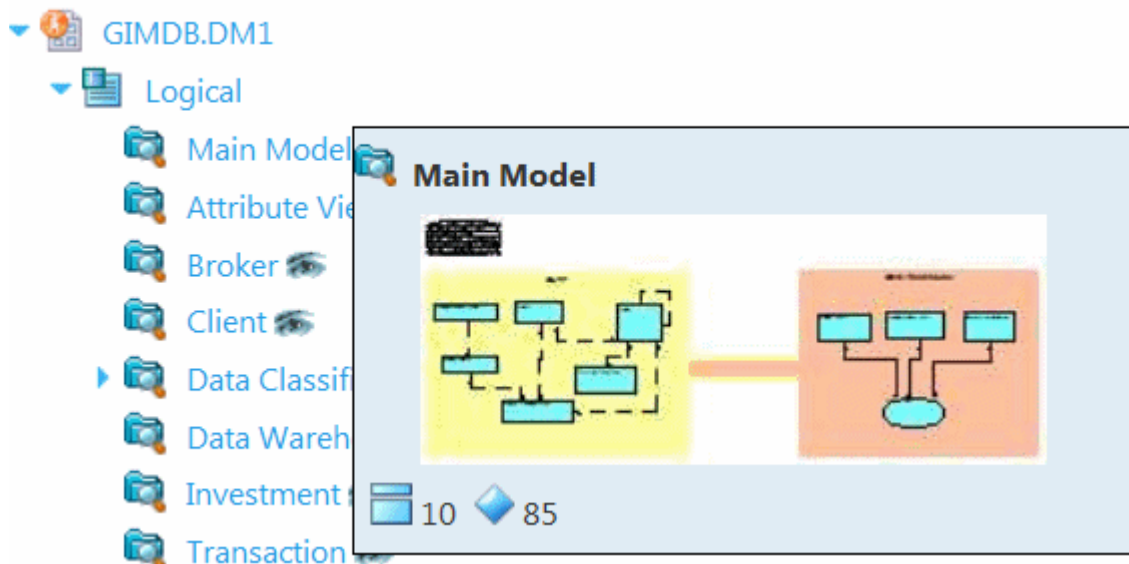 GIMDB.DM1
Logical
Main Model
Main Model
Attribute Vie
Broker
Client
Data Classifi
Data Wareh
Investment
10 85
Transaction